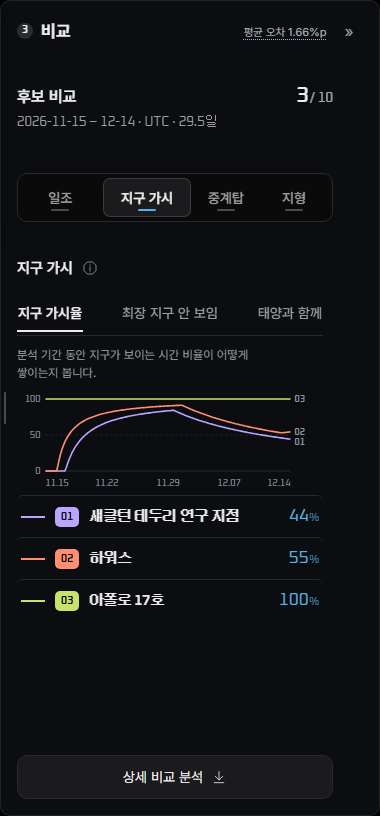 3 비교
평균 오차 1.66%p »
후보 비교
3 / 10
2026-11-15 – 12-14 · UTC · 29.5일
일조 지구 가시 중계탑 지형
지구 가시
지구 가시율 최장 지구 안 보임 태양과 함께
분석 기간 동안 지구가 보이는 시간 비율이 어떻게
쌓이는지 봅니다.
100 03
50 02
01
0
11.15 11.22 11.29 12.07 12.14
01 섀클턴 테두리 연구 지점 44%
02 하워스 55%
03 아폴로 17호 100%
상세 비교 분석